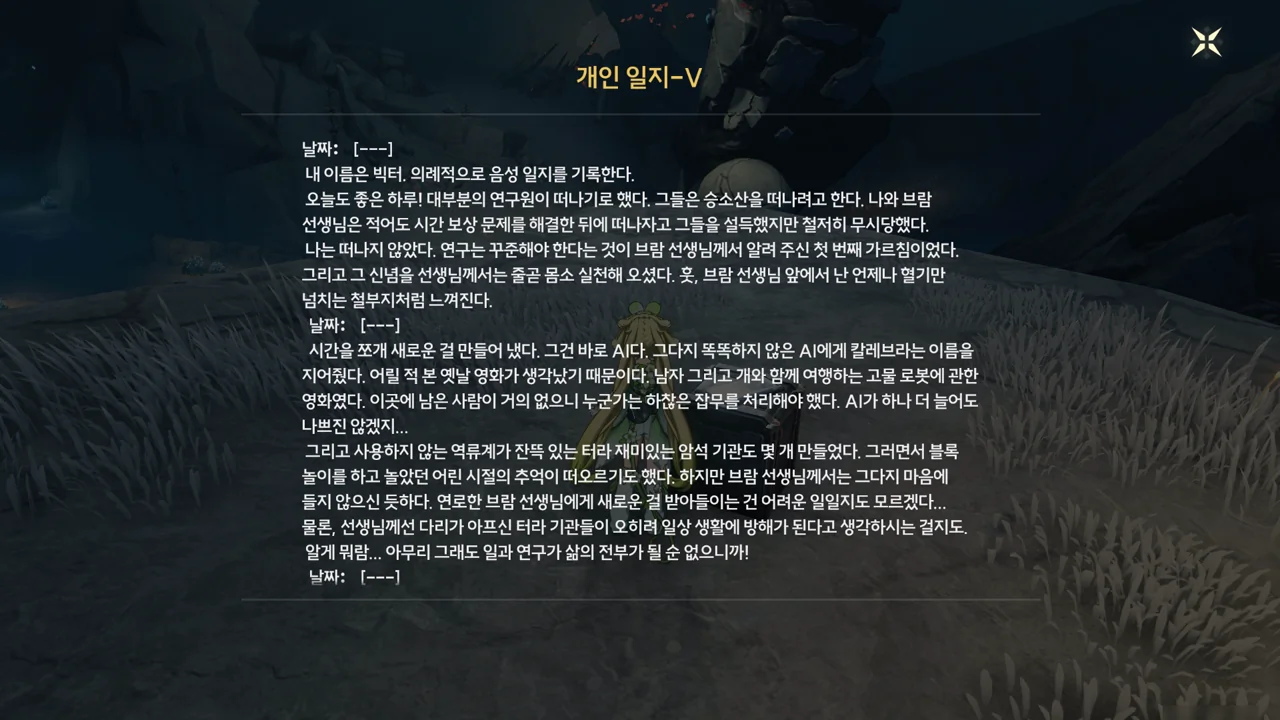 개인 일지-V
날짜: [---]
내 이름은 빅터. 의례적으로 음성 일지를 기록한다.
오늘도 좋은 하루! 대부분의 연구원이 떠나기로 했다. 그들은 승소산을 떠나려고 한다. 나와 브람
선생님은 적어도 시간 보상 문제를 해결한 뒤에 떠나자고 그들을 설득했지만 철저히 무시당했다.
나는 떠나지 않았다. 연구는 꾸준해야 한다는 것이 브람 선생님께서 알려 주신 첫 번째 가르침이었다.
그리고 그 신념을 선생님께서는 줄곧 몸소 실천해 오셨다. 훗, 브람 선생님 앞에서 난 언제나 혈기만
넘치는 철부지처럼 느껴진다.
날짜: [---]
시간을 쪼개 새로운 걸 만들어 냈다. 그건 바로 AI다. 그다지 똑똑하지 않은 AI에게 칼레브라는 이름을
지어줬다. 어릴 적 본 옛날 영화가 생각났기 때문이다. 남자 그리고 개와 함께 여행하는 고물 로봇에 관한
영화였다. 이곳에 남은 사람이 거의 없으니 누군가는 하찮은 잡무를 처리해야 했다. AI가 하나 더 늘어도
나쁘진 않겠지...
그리고 사용하지 않는 역류계가 잔뜩 있는 터라 재미있는 암석 기관도 몇 개 만들었다. 그러면서 블록
놀이를 하고 놀았던 어린 시절의 추억이 떠오르기도 했다. 하지만 브람 선생님께서는 그다지 마음에
들지 않으신 듯하다. 연로한 브람 선생님에게 새로운 걸 받아들이는 건 어려운 일일지도 모르겠다...
물론, 선생님께선 다리가 아프신 터라 기관들이 오히려 일상 생활에 방해가 된다고 생각하시는 걸지도.
알게 뭐람... 아무리 그래도 일과 연구가 삶의 전부가 될 순 없으니까!
날짜: [---]